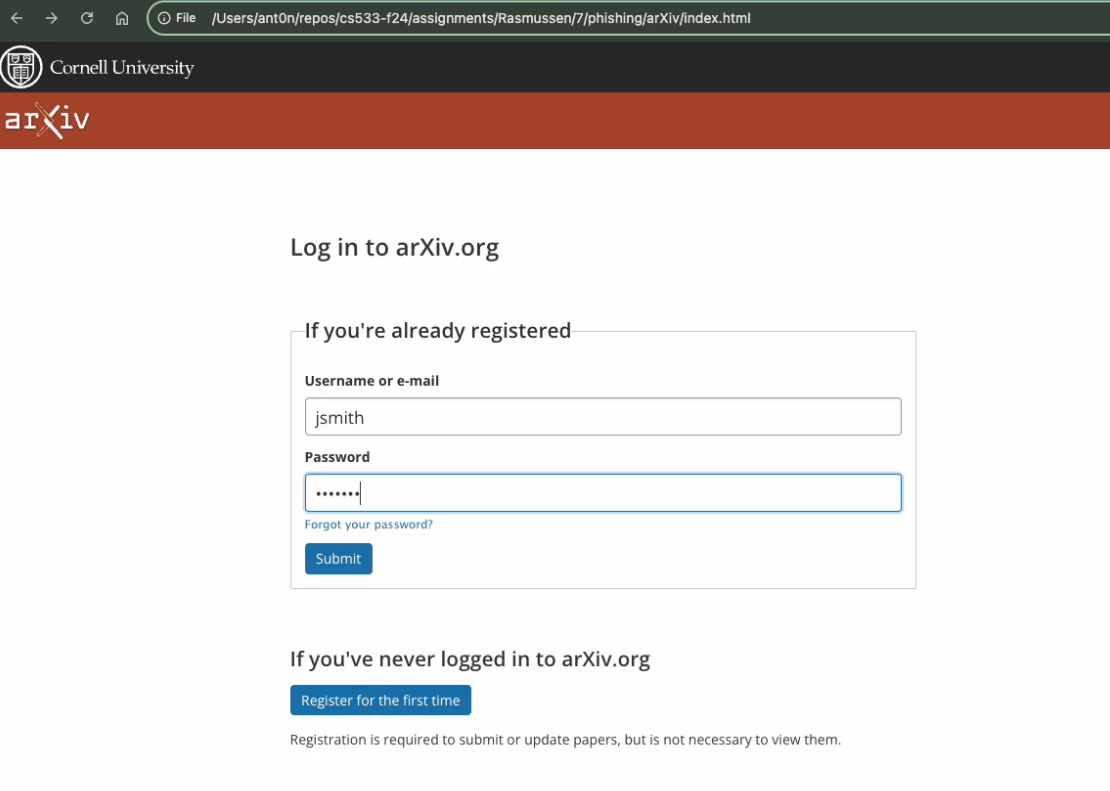 File /Users/ant0n/repos/cs533-f24/assignments/Rasmussen/7/phishing/arXiv/index.html
Cornell University
arXiv
Log in to arXiv.org
If you're already registered
Username or e-mail
jsmith
Password
•••••••
Forgot your password?
Submit
If you've never logged in to arXiv.org
Register for the first time
Registration is required to submit or update papers, but is not necessary to view them.